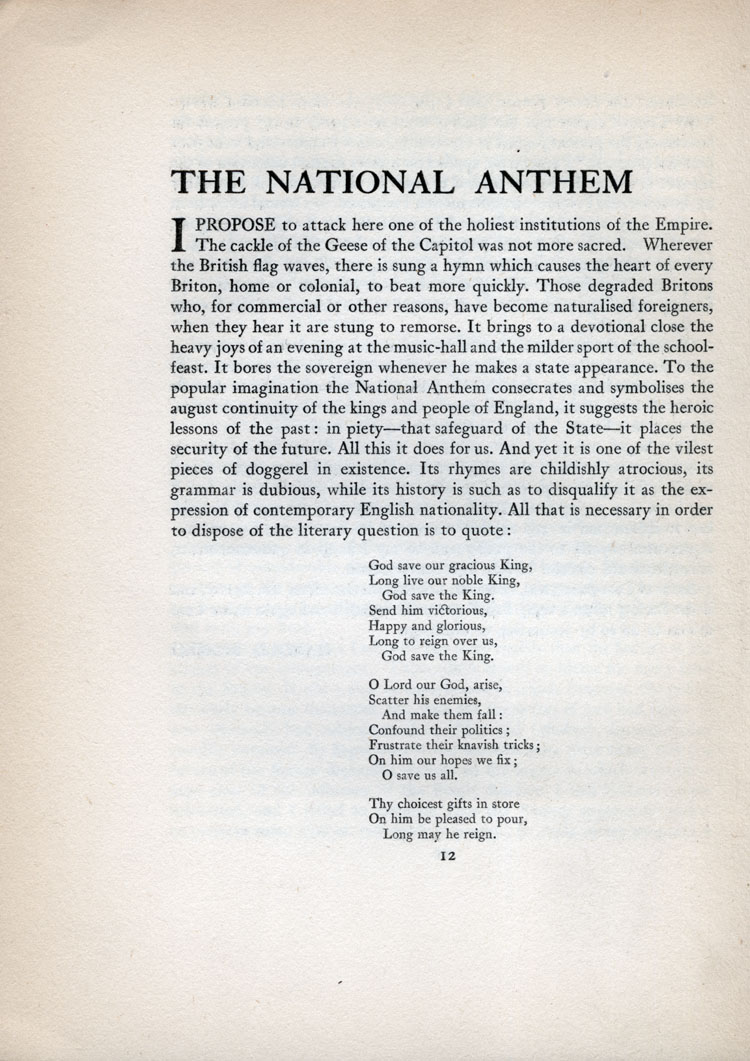 THE NATIONAL ANTHEM
I PROPOSE to attack here one of the holiest institutions of the Empire.
The cackle of the Geese of the Capitol was not more sacred. Wherever
the British flag waves, there is sung a hymn which causes the heart of every
Briton, home or colonial, to beat more quickly. Those degraded Britons
who, for commercial or other reasons, have become naturalised foreigners,
when they hear it are stung to remorse. It brings to a devotional close the
heavy joys of an evening at the music-hall and the milder sport of the school-
feast. It bores the sovereign whenever he makes a state appearance. To the
popular imagination the National Anthem consecrates and symbolises the
august continuity of the kings and people of England, it suggests the heroic
lessons of the past: in piety—that safeguard of the State—it places the
security of the future. All this it does for us. And yet it is one of the vilest
pieces of doggerel in existence. Its rhymes are childishly atrocious, its
grammar is dubious, while its history is such as to disqualify it as the ex-
pression of contemporary English nationality. All that is necessary in order
to dispose of the literary question is to quote:
God save our gracious King,
Long live our noble King,
God save the King.
Send him victorious,
Happy and glorious,
Long to reign over us,
God save the King.
O Lord our God, arise,
Scatter his enemies,
And make them fall:
Confound their politics;
Frustrate their knavish tricks;
On him our hopes we fix;
O save us all.
Thy choicest gifts in store
On him be pleased to pour,
Long may he reign.
12